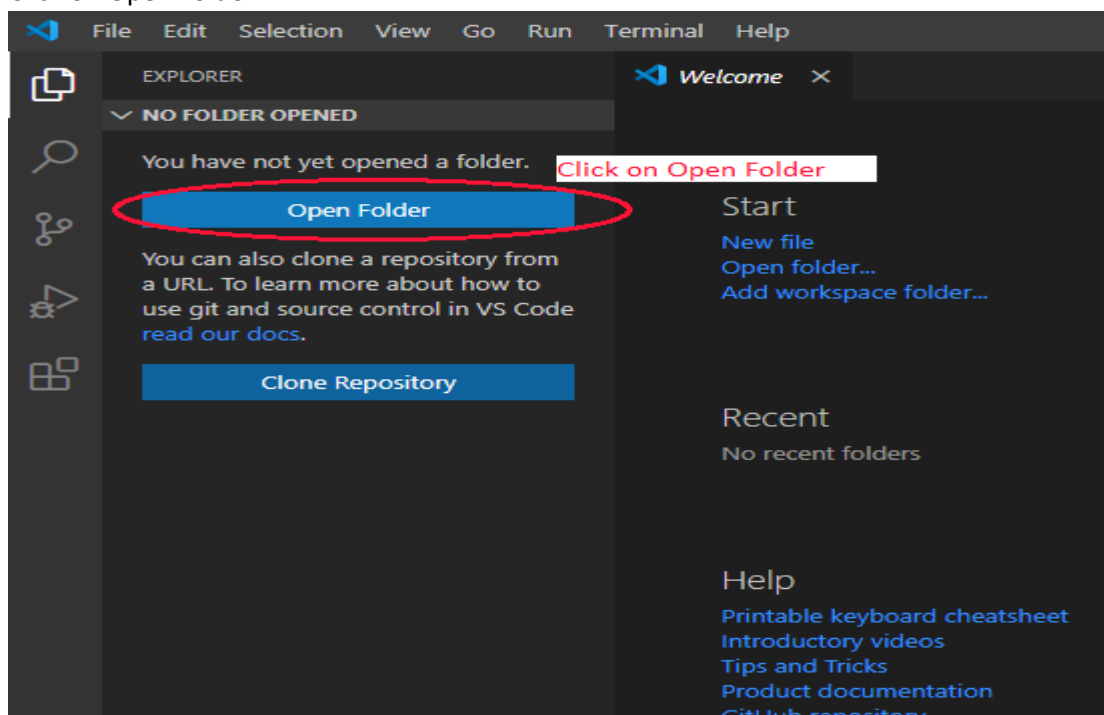 File Edit Selection View Go Run Terminal Help
EXPLORER
Welcome
NO FOLDER OPENED
You have not yet opened a folder.
Click on Open Folder
Open Folder
You can also clone a repository from
a URL. To learn more about how to
use git and source control in VS Code
read our docs.
Clone Repository
Start
New file
Open folder...
Add workspace folder...
Recent
No recent folders
Help
Printable keyboard cheatsheet
Introductory videos
Tips and Tricks
Product documentation
GitHub repository